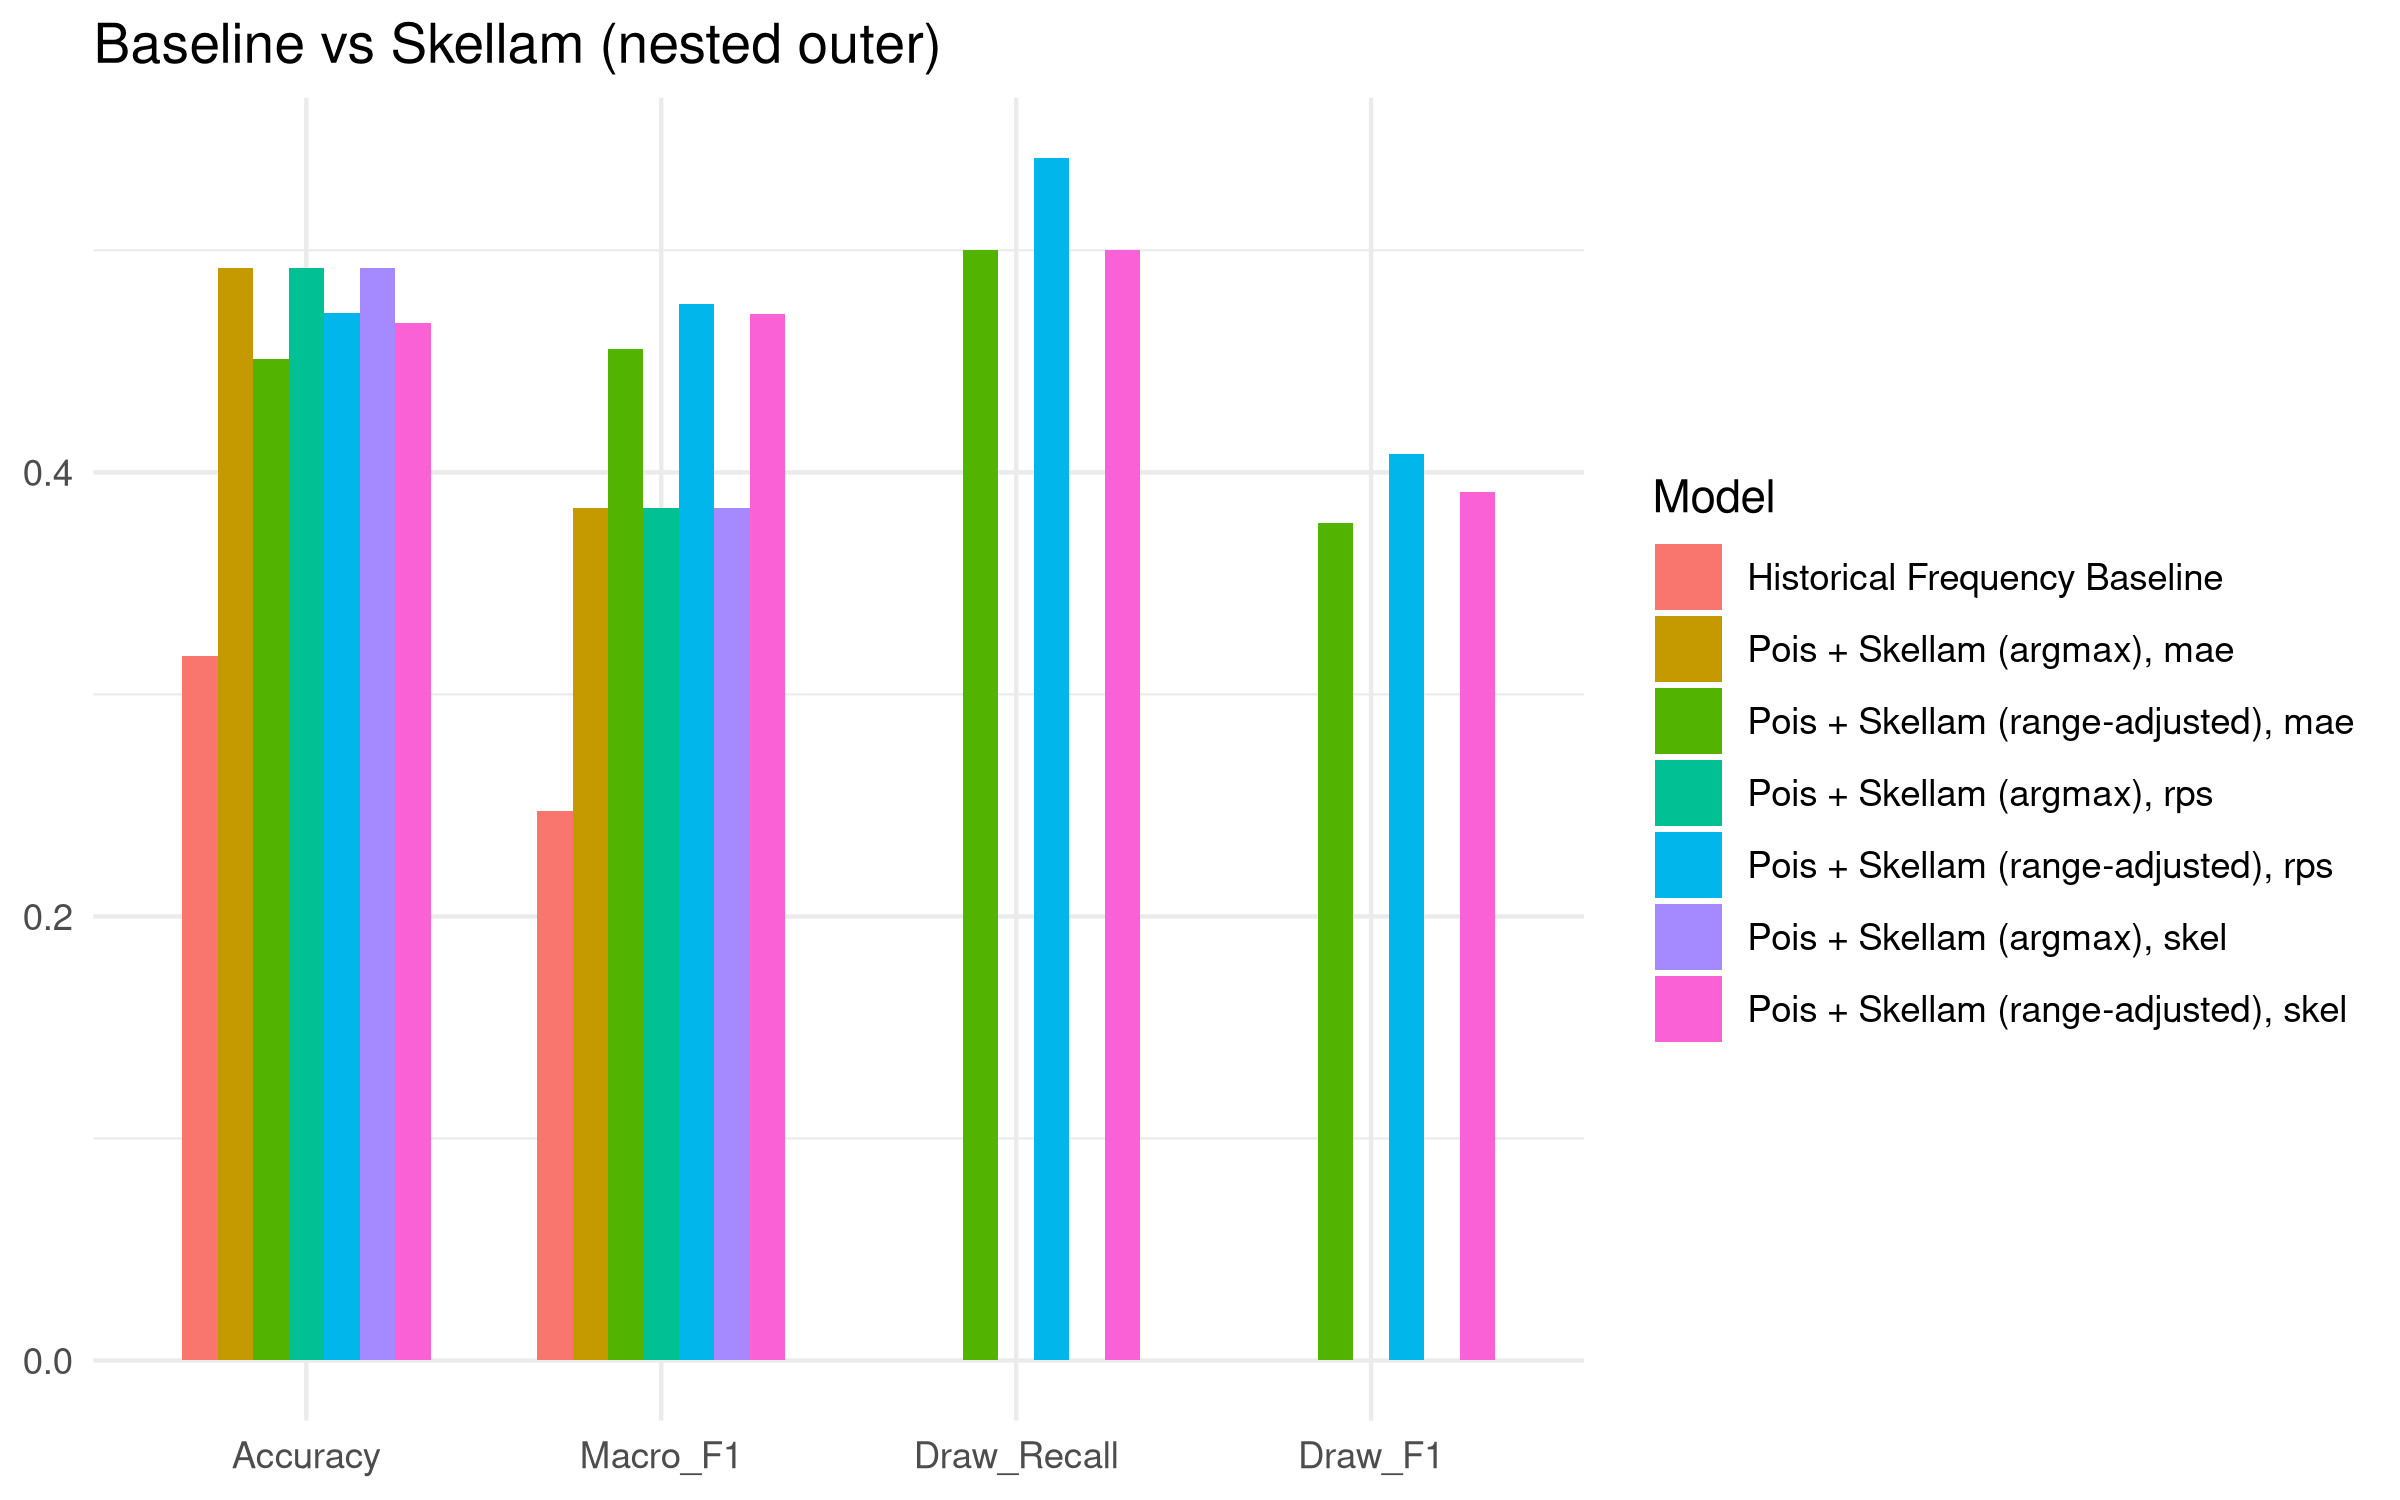 Baseline vs Skellam (nested outer)
0.4
0.2
0.0
Accuracy
Macro_F1
Draw_Recall
Draw_F1
Model
Historical Frequency Baseline
Pois + Skellam (argmax), mae
Pois + Skellam (range-adjusted), mae
Pois + Skellam (argmax), rps
Pois + Skellam (range-adjusted), rps
Pois + Skellam (argmax), skel
Pois + Skellam (range-adjusted), skel